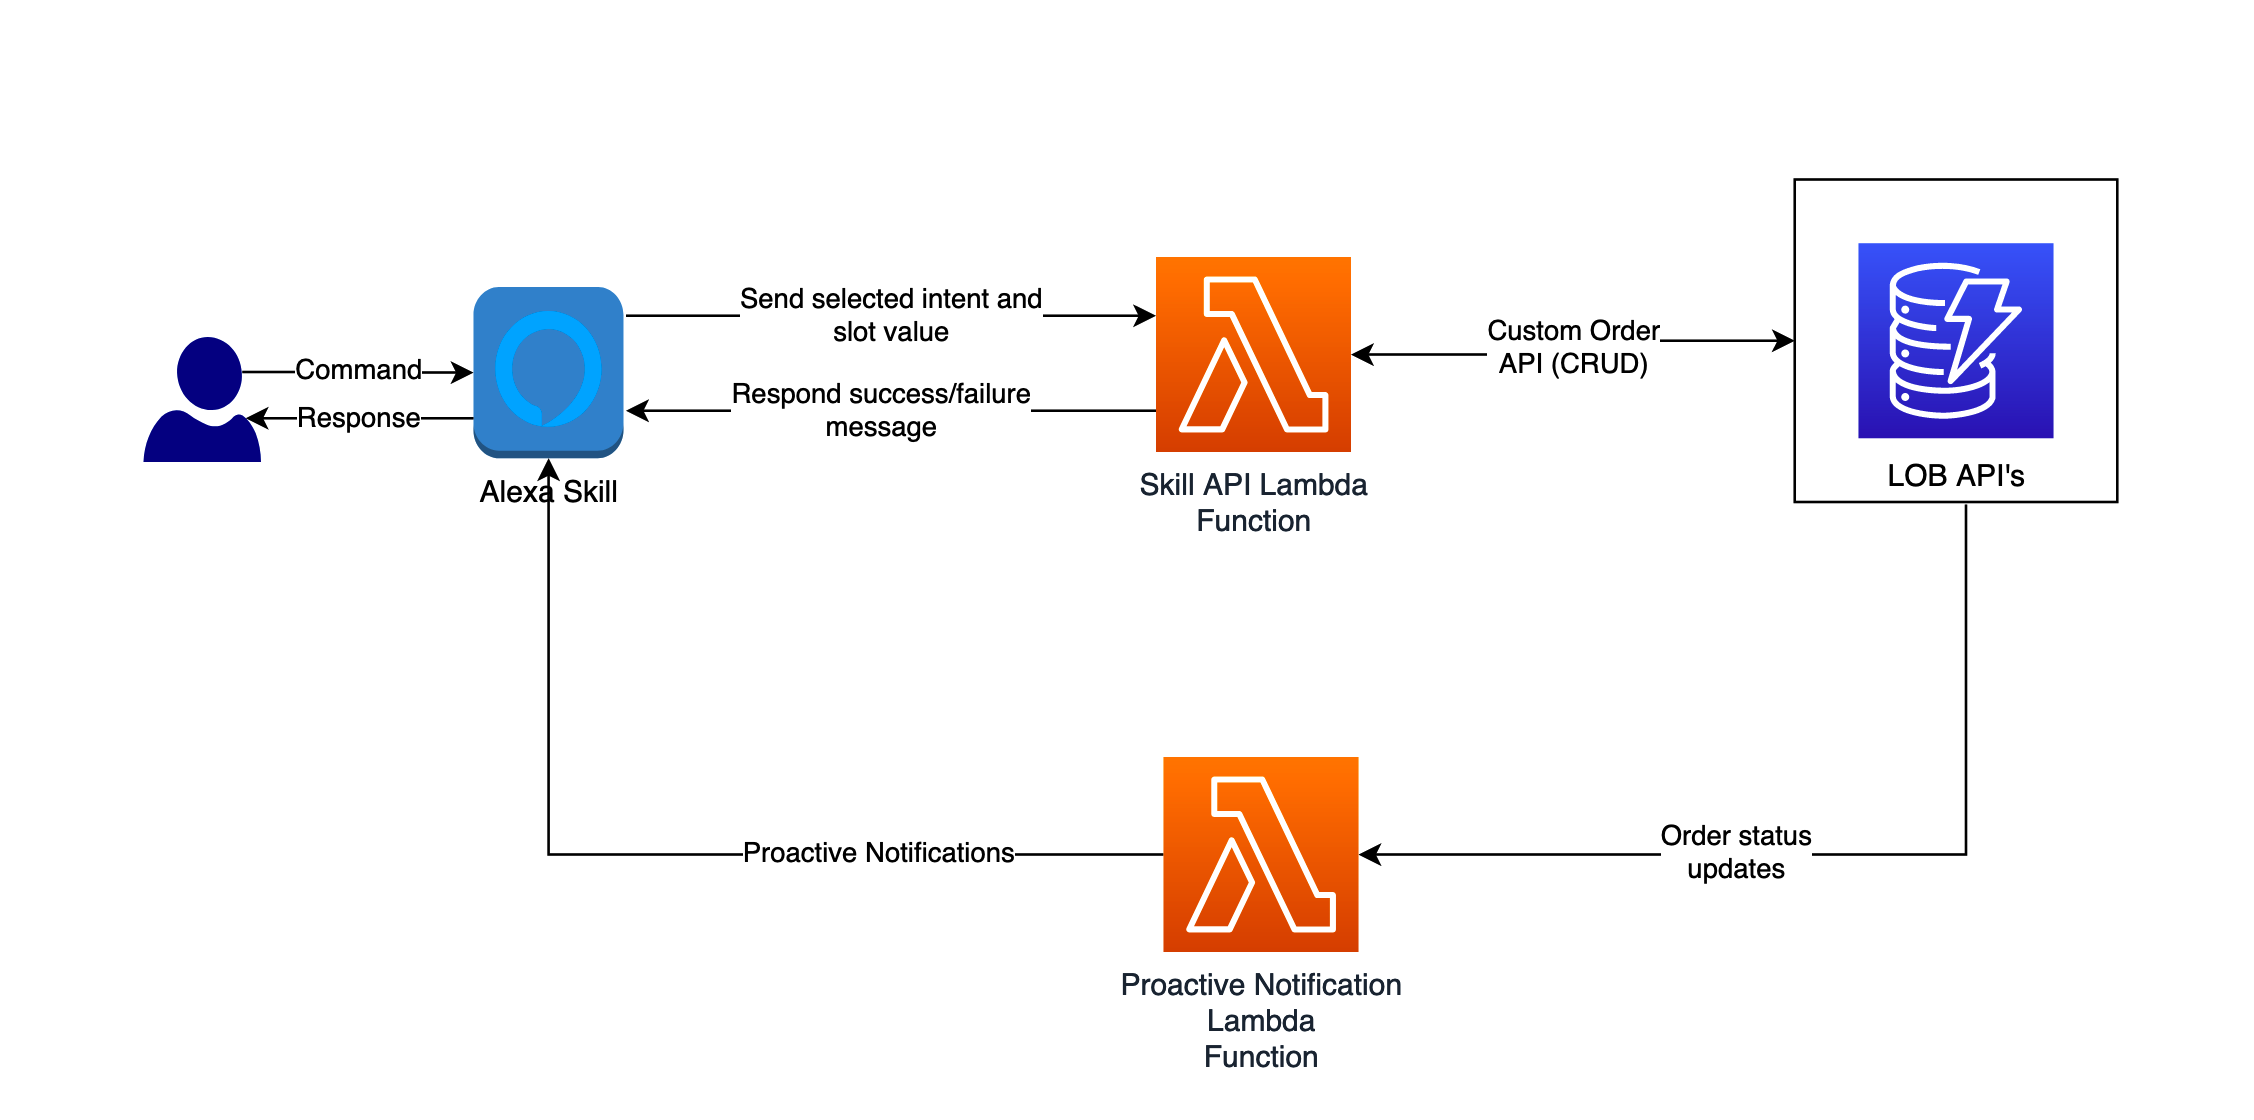 Command
Response
Alexa Skill
Send selected intent and
slot value
Respond success/failure
message
Skill API Lambda
Function
Custom Order
API (CRUD)
LOB API's
Proactive Notifications
Order status
updates
Proactive Notification
Lambda
Function